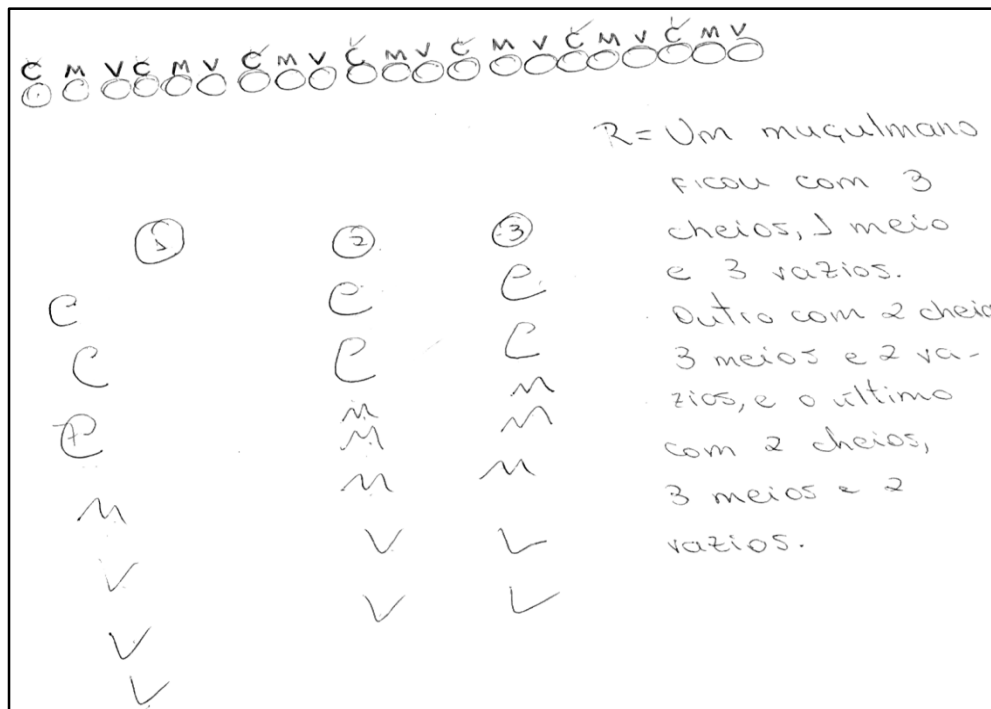 C M V C M V C M V C M V C M V C M V C M V
R = Um muçulmano
ficou com 3
cheios, 1 meio
e 3 vazios.
Outro com 2 cheio
3 meios e 2 va-
zios, e o último
com 2 cheios,
3 meios e 2
vazios.
1 2 3
C C C
C C C
C M M
M M M
V M M
V V V
V V V